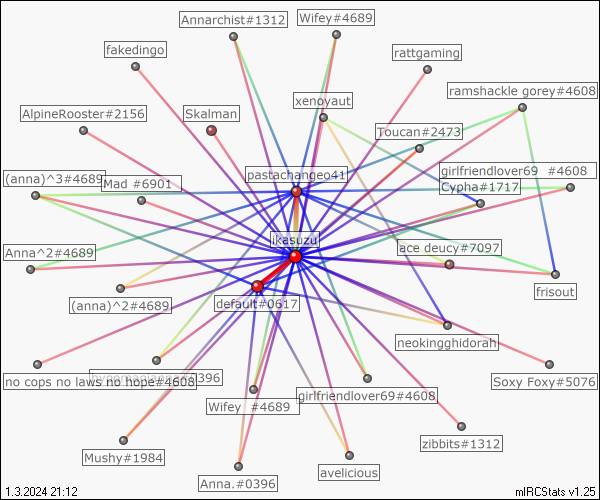 Annarchist#1312
Wifey#4689
fakedingo
rattgaming
ramshackle gorey#4608
xenoyaut
AlpineRooster#2156
Skalman
Toucan#2473
pastachangeo41
girlfriendlover69 #4608
(anna)^3#4689
Mad #6901
Cypha#1717
ikasuzu
Anna^2#4689
ace deucy#7097
(anna)^2#4689
default#0617
frisout
neokingghidorah
no cops no laws no hope#4608
Soxy Foxy#5076
Wifey #4689
girlfriendlover69#4608
zibbits#1312
Mushy#1984
Anna.#0396
avelicious
1.3.2024 21:12
mIRCStats v1.25